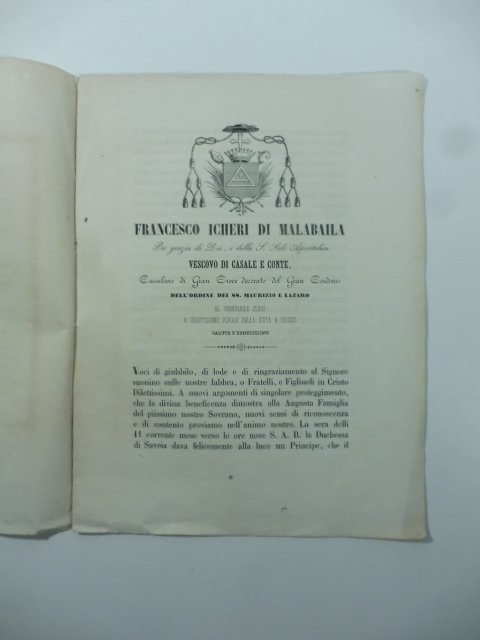 FRANCESCO ICHERI DI MALABAILA
Per grazia di Dio, e della S. Sede Apostolica
VESCOVO DI CASALE E CONTE,
Cavaliere di Gran Croce decorato del Gran Cordone
DELL'ORDINE DEI SS. MAURIZIO E LAZARO
AL VENERANDO CLERO
E DILETTISSIMO POPOLO DELLA CITTÀ E DIOCESI
SALUTE E BENEDIZIONE
Voci di giubbilo, di lode e di ringraziamento al Signore
suonino sulle nostre labbra, o Fratelli, e Figliuoli in Cristo
Dilettissimi. A nuovi argomenti di singolare proteggimento,
che la divina beneficenza dimostra alla Augusta Famiglia
del piissimo nostro Sovrano, nuovi sensi di riconoscenza
e di contento proviamo nell'animo nostro. La sera delli
11 corrente mese verso le ore nove S. A. R. la Duchessa
di Savoia dava felicemente alla luce un Principe, che il